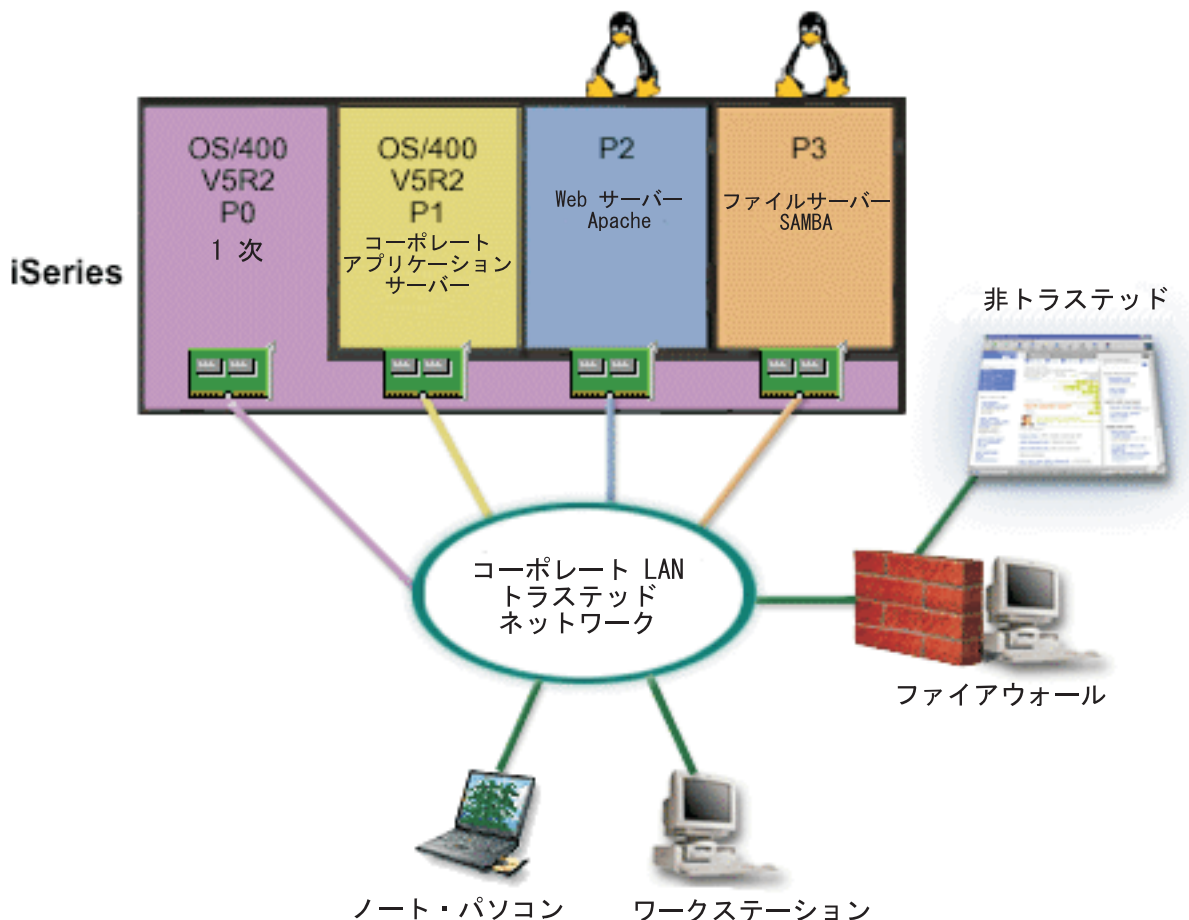 OS/400
V5R2
P0
1 次
OS/400
V5R2
P1
コーポレート
アプリケーション
サーバー
P2
Web サーバー
Apache
P3
ファイルサーバー
SAMBA
iSeries
非トラステッド
コーポレート LAN
トラステッド
ネットワーク
ファイアウォール
ノート・パソコン
ワークステーション